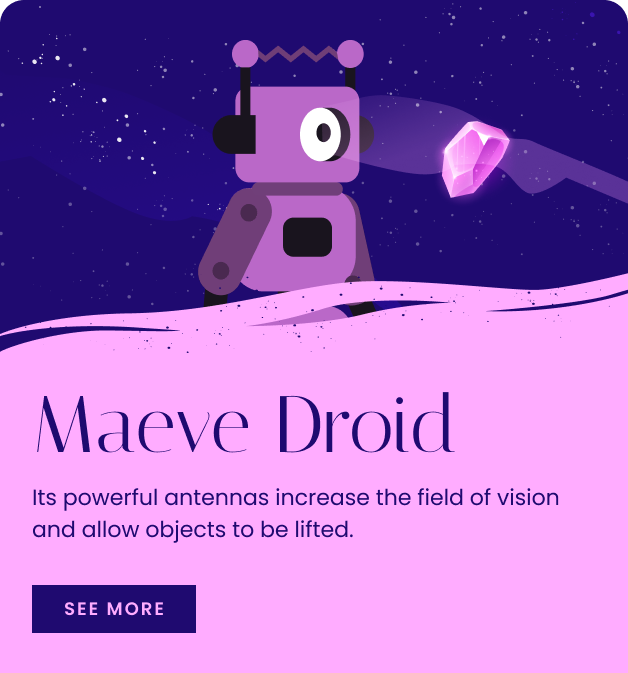 Maeve Droid
Its powerful antennas increase the field of vision
and allow objects to be lifted.
SEE MORE